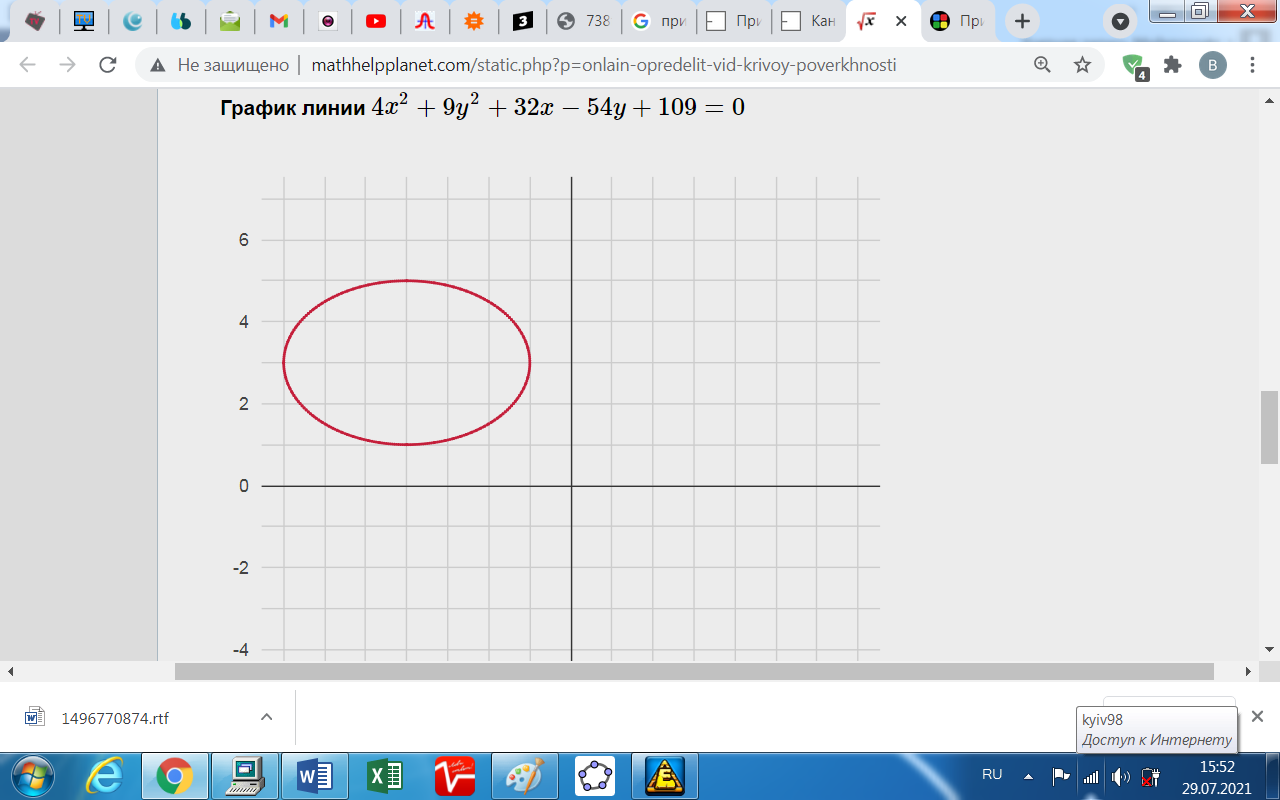 3
738
при
При
Кан
При
Не защищено | mathhelpplanet.com/static.php?p=onlain-opredelit-vid-krivoy-poverkhnosti
4
В
График линии 4x² + 9y² + 32x − 54y + 109 = 0
6
4
2
0
-2
-4
1496770874.rtf
kyiv98
Доступ к Интернету
RU
15:52
29.07.2021